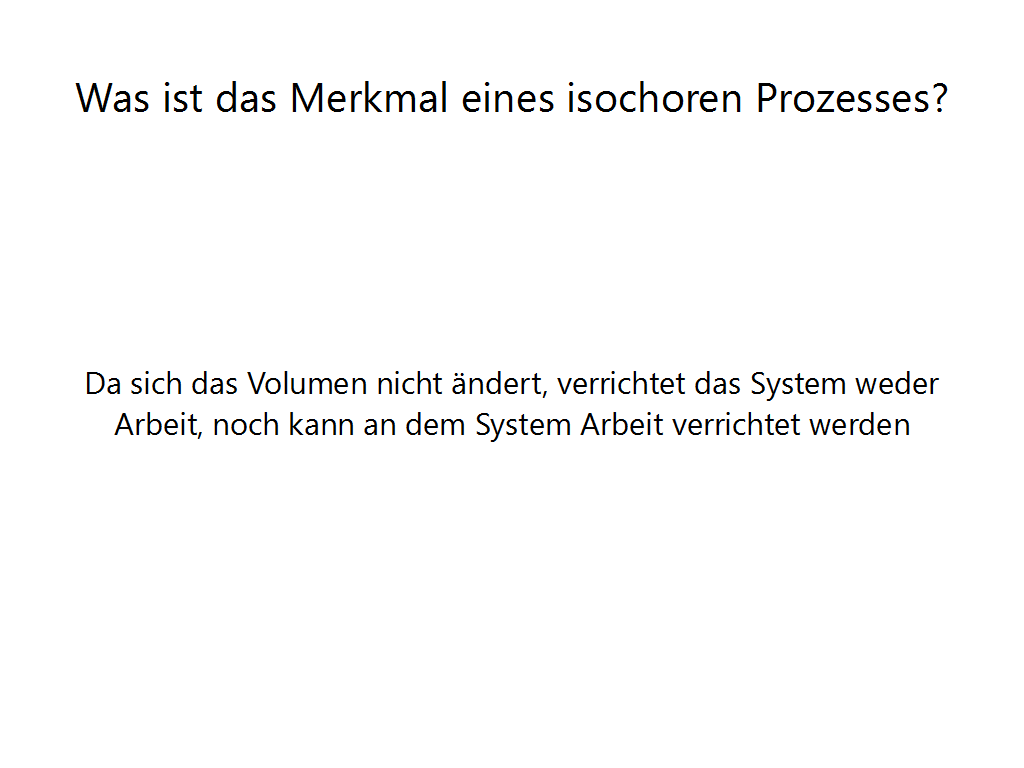 Was ist das Merkmal eines isochoren Prozesses?
Da sich das Volumen nicht ändert, verrichtet das System weder
Arbeit, noch kann an dem System Arbeit verrichtet werden